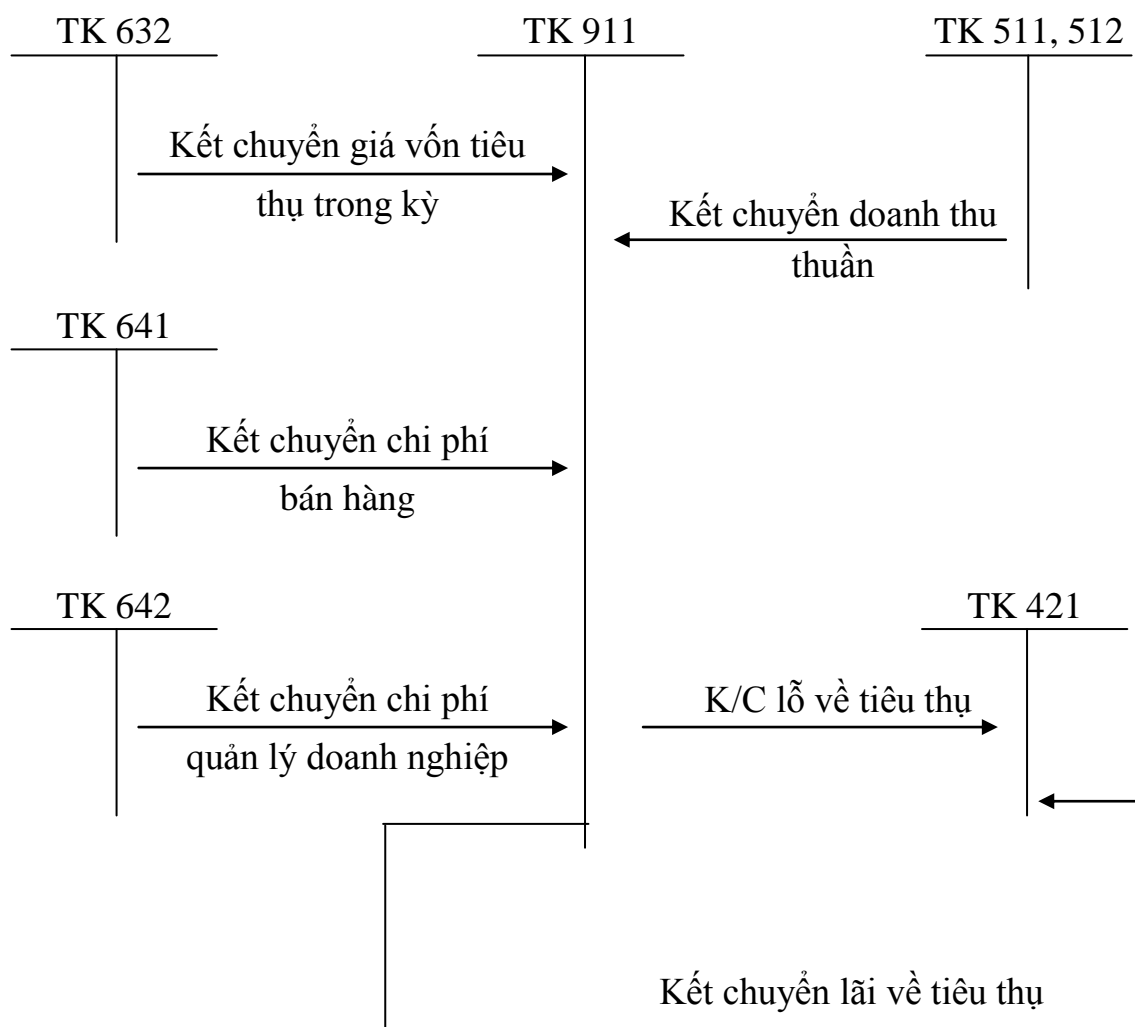 TK 632
TK 911
TK 511, 512
Kết chuyển giá vốn tiêu
thụ trong kỳ
Kết chuyển doanh thu
thuần
TK 641
Kết chuyển chi phí
bán hàng
TK 642
TK 421
Kết chuyển chi phí
quản lý doanh nghiệp
K/C lỗ về tiêu thụ
Kết chuyển lãi về tiêu thụ